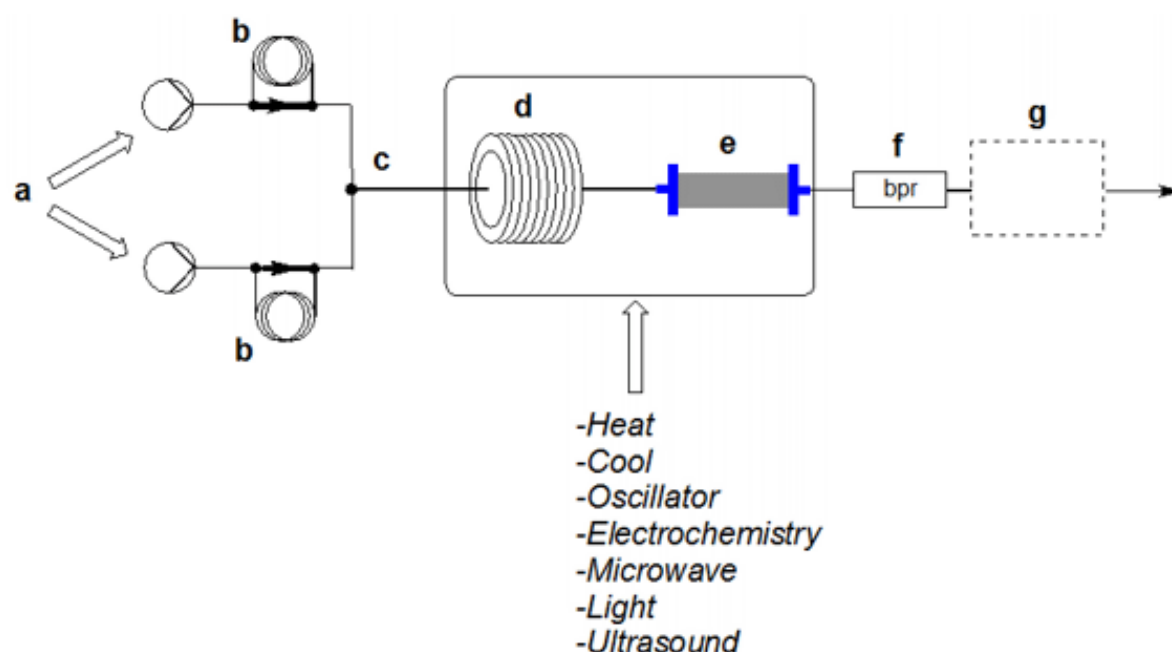 b
d
g
c
e
f
a
bpr
b
-Heat
-Cool
-Oscillator
-Electrochemistry
-Microwave
-Light
-Ultrasound